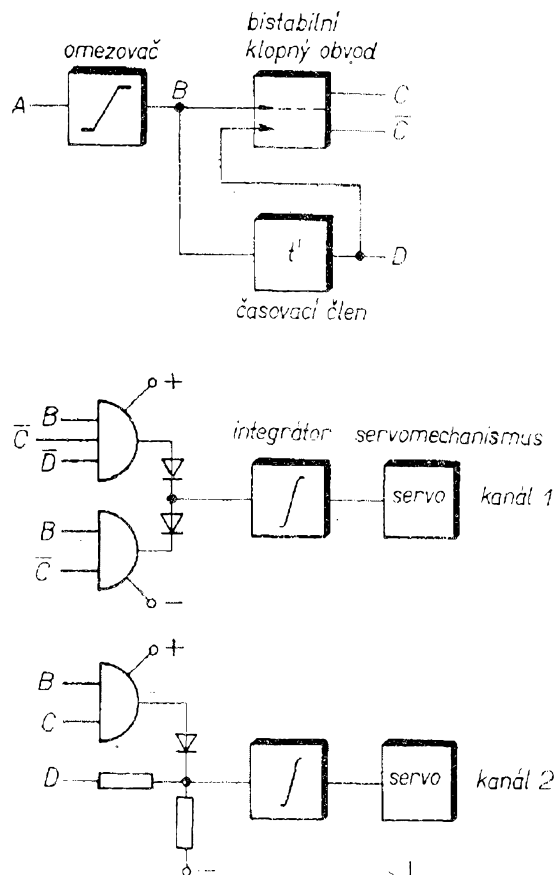 bistabilní
klopný obvod
omezovač
A
B
C
C̅
t'
D
časovací člen
+
B
C̅
D̅
integrátor
servomechanismus
∫
servo
kanál 1
B
C̅
−
+
B
C
D
∫
servo
kanál 2
−